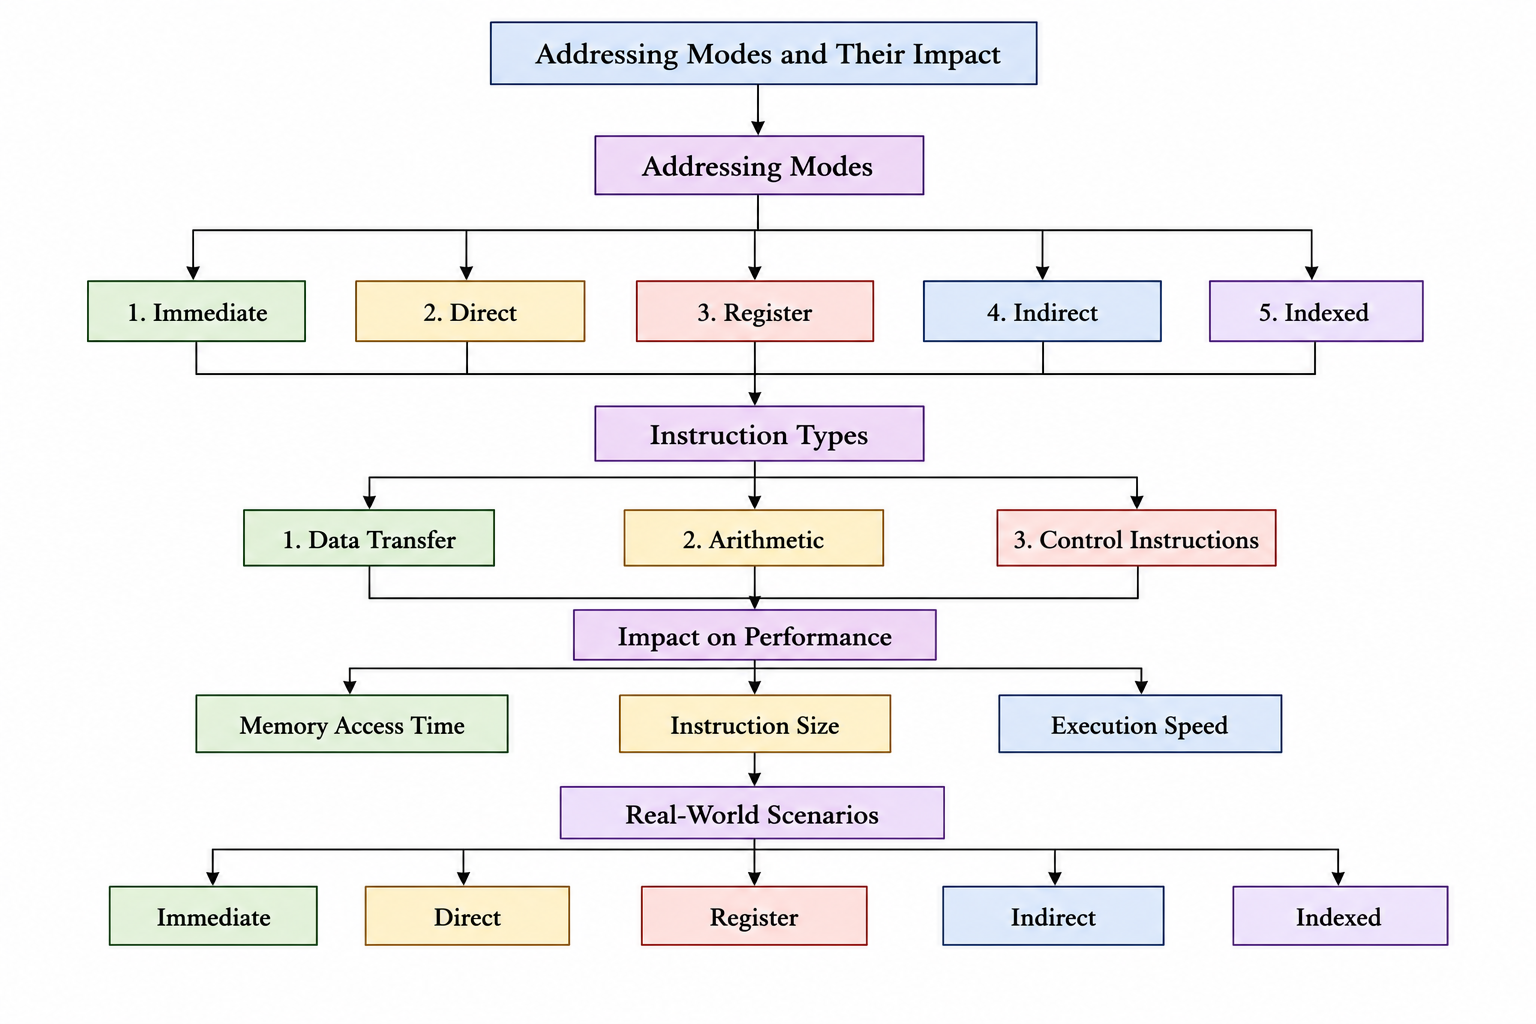 Addressing Modes and Their Impact
Addressing Modes
1. Immediate
2. Direct
3. Register
4. Indirect
5. Indexed
Instruction Types
1. Data Transfer
2. Arithmetic
3. Control Instructions
Impact on Performance
Memory Access Time
Instruction Size
Execution Speed
Real-World Scenarios
Immediate
Direct
Register
Indirect
Indexed